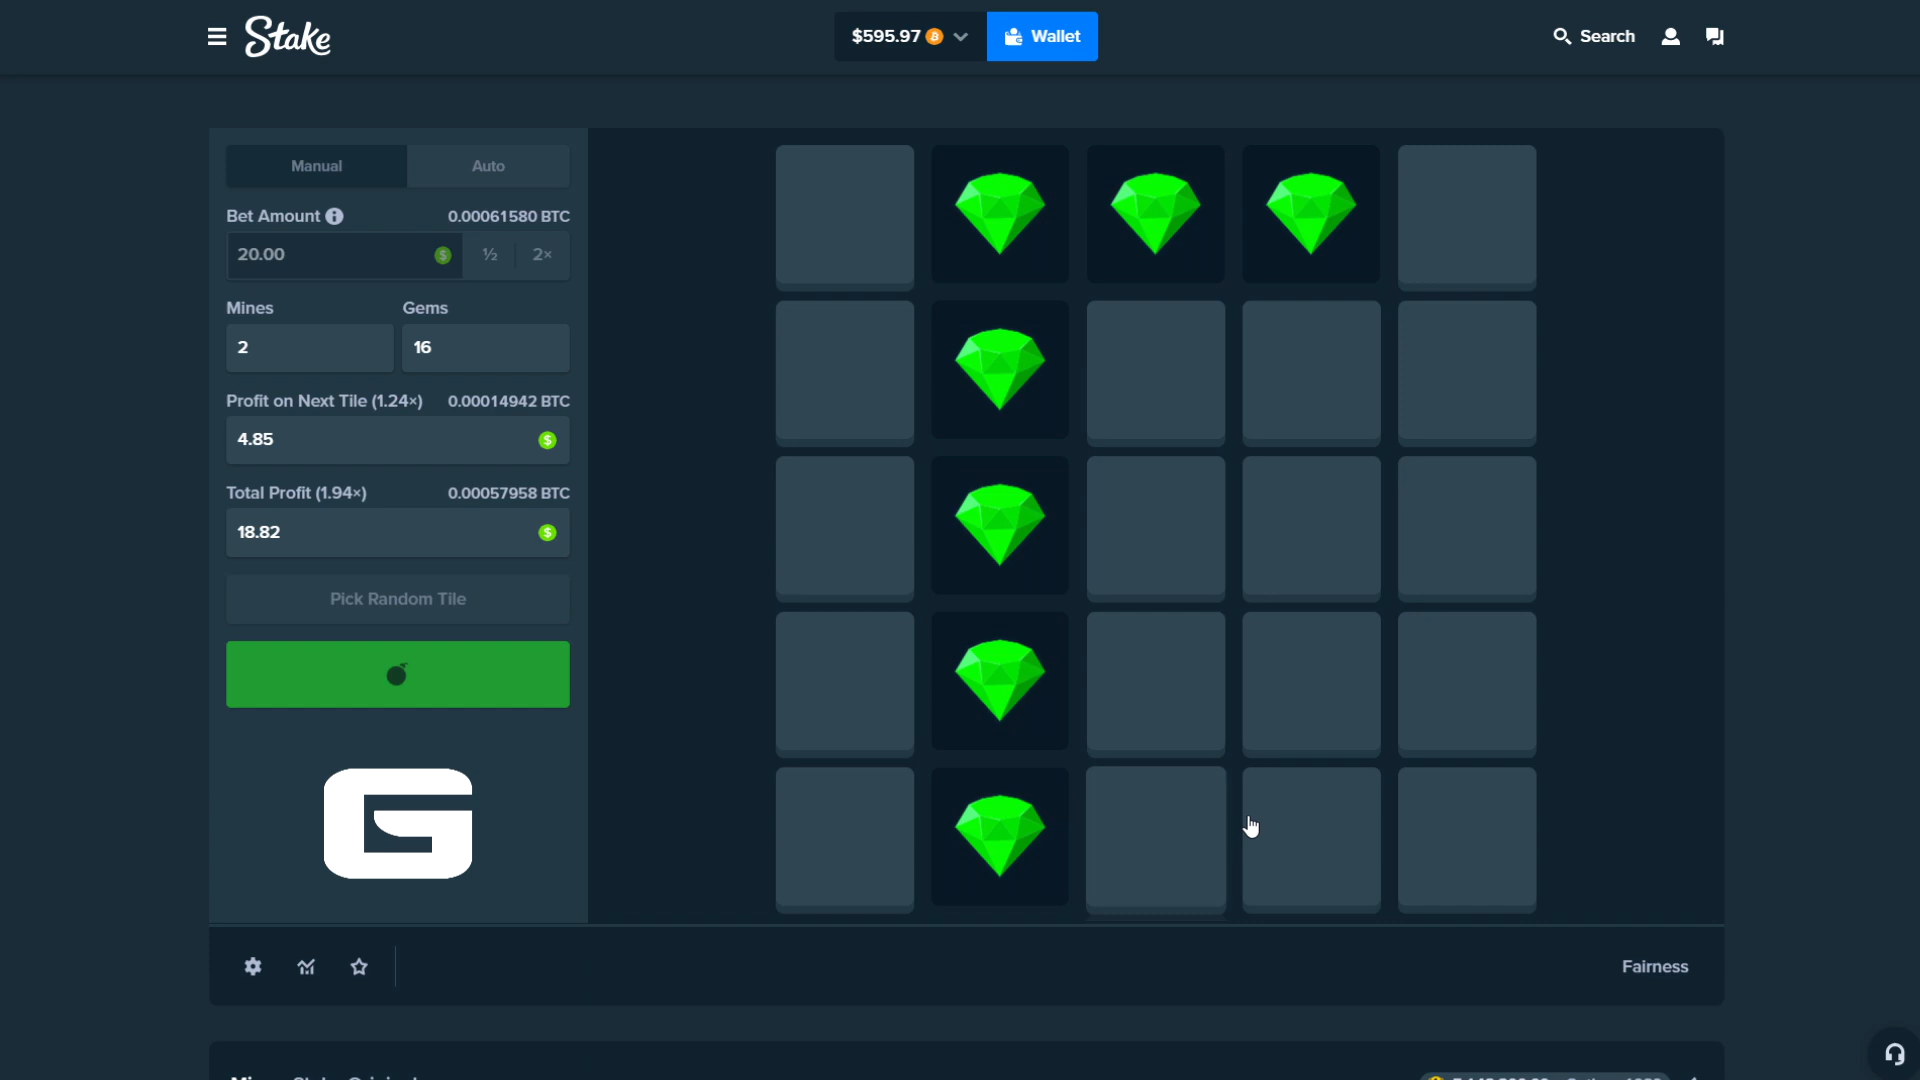 Stake
$595.97
Wallet
Search
Manual
Auto
Bet Amount
0.00061580 BTC
20.00
½
2×
Mines
Gems
2
16
Profit on Next Tile (1.24×)
0.00014942 BTC
4.85
Total Profit (1.94×)
0.00057958 BTC
18.82
Pick Random Tile
G
Fairness